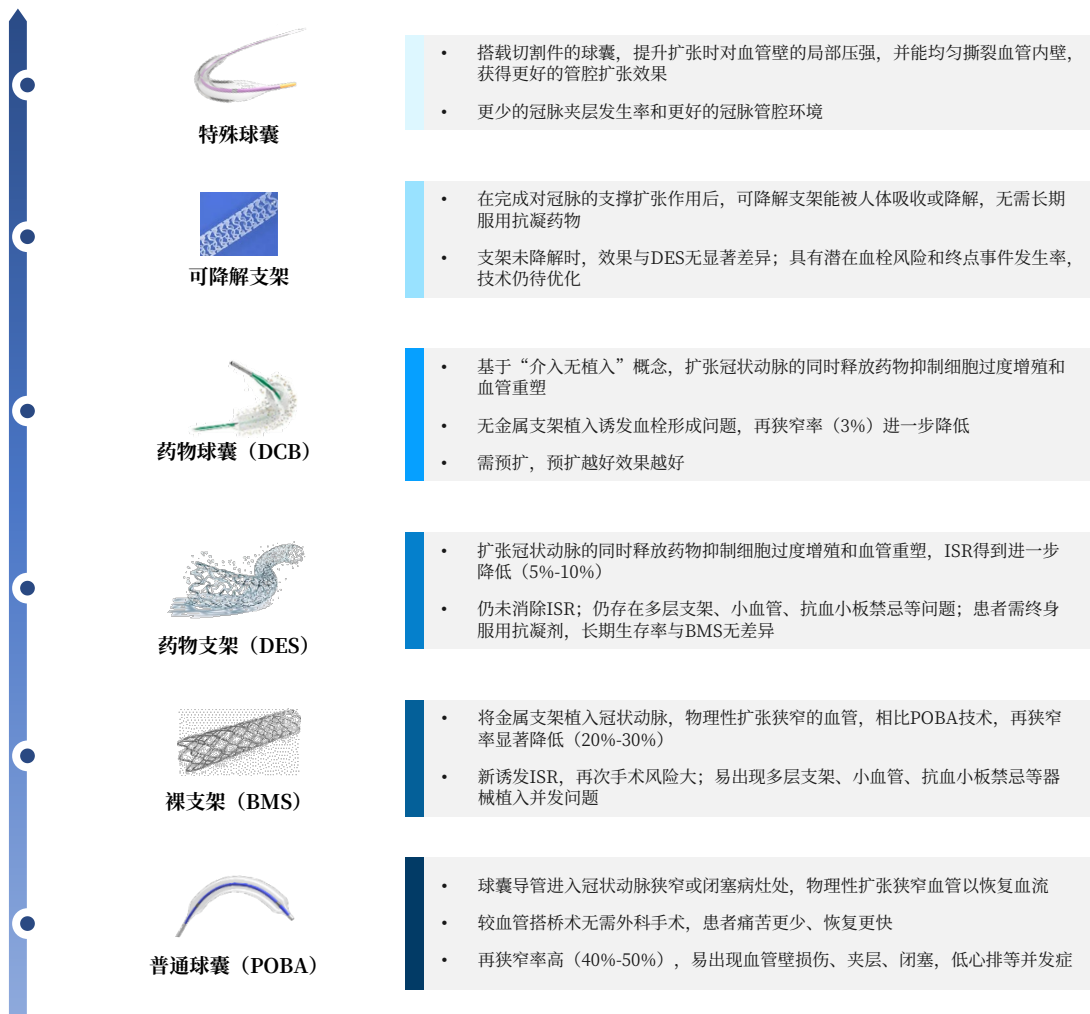 特殊球囊
• 搭载切割件的球囊，提升扩张时对血管壁的局部压强，并能均匀撕裂血管内壁，
获得更好的管腔扩张效果
• 更少的冠脉夹层发生率和更好的冠脉管腔环境
可降解支架
• 在完成对冠脉的支撑扩张作用后，可降解支架能被人体吸收或降解，无需长期
服用抗凝药物
• 支架未降解时，效果与DES无显著差异；具有潜在血栓风险和终点事件发生率，
技术仍待优化
药物球囊（DCB）
• 基于“介入无植入”概念，扩张冠状动脉的同时释放药物抑制细胞过度增殖和
血管重塑
• 无金属支架植入诱发血栓形成问题，再狭窄率（3%）进一步降低
• 需预扩，预扩越好效果越好
药物支架（DES）
• 扩张冠状动脉的同时释放药物抑制细胞过度增殖和血管重塑，ISR得到进一步
降低（5%-10%）
• 仍未消除ISR；仍存在多层支架、小血管、抗血小板禁忌等问题；患者需终身
服用抗凝剂，长期生存率与BMS无差异
裸支架（BMS）
• 将金属支架植入冠状动脉，物理性扩张狭窄的血管，相比POBA技术，再狭窄
率显著降低（20%-30%）
• 新诱发ISR，再次手术风险大；易出现多层支架、小血管、抗血小板禁忌等器
械植入并发问题
普通球囊（POBA）
• 球囊导管进入冠状动脉狭窄或闭塞病灶处，物理性扩张狭窄血管以恢复血流
• 较血管搭桥术无需外科手术，患者痛苦更少、恢复更快
• 再狭窄率高（40%-50%），易出现血管壁损伤、夹层、闭塞，低心排等并发症